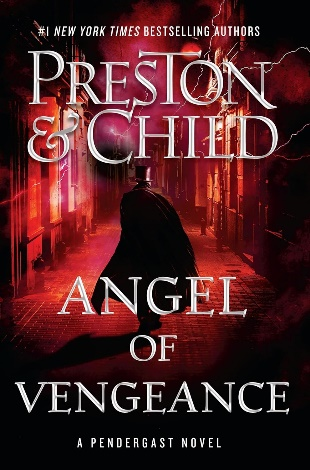 #1 NEW YORK TIMES BESTSELLING AUTHORS
PRESTON
& CHILD
ANGEL
OF
VENGEANCE
A PENDERGAST NOVEL